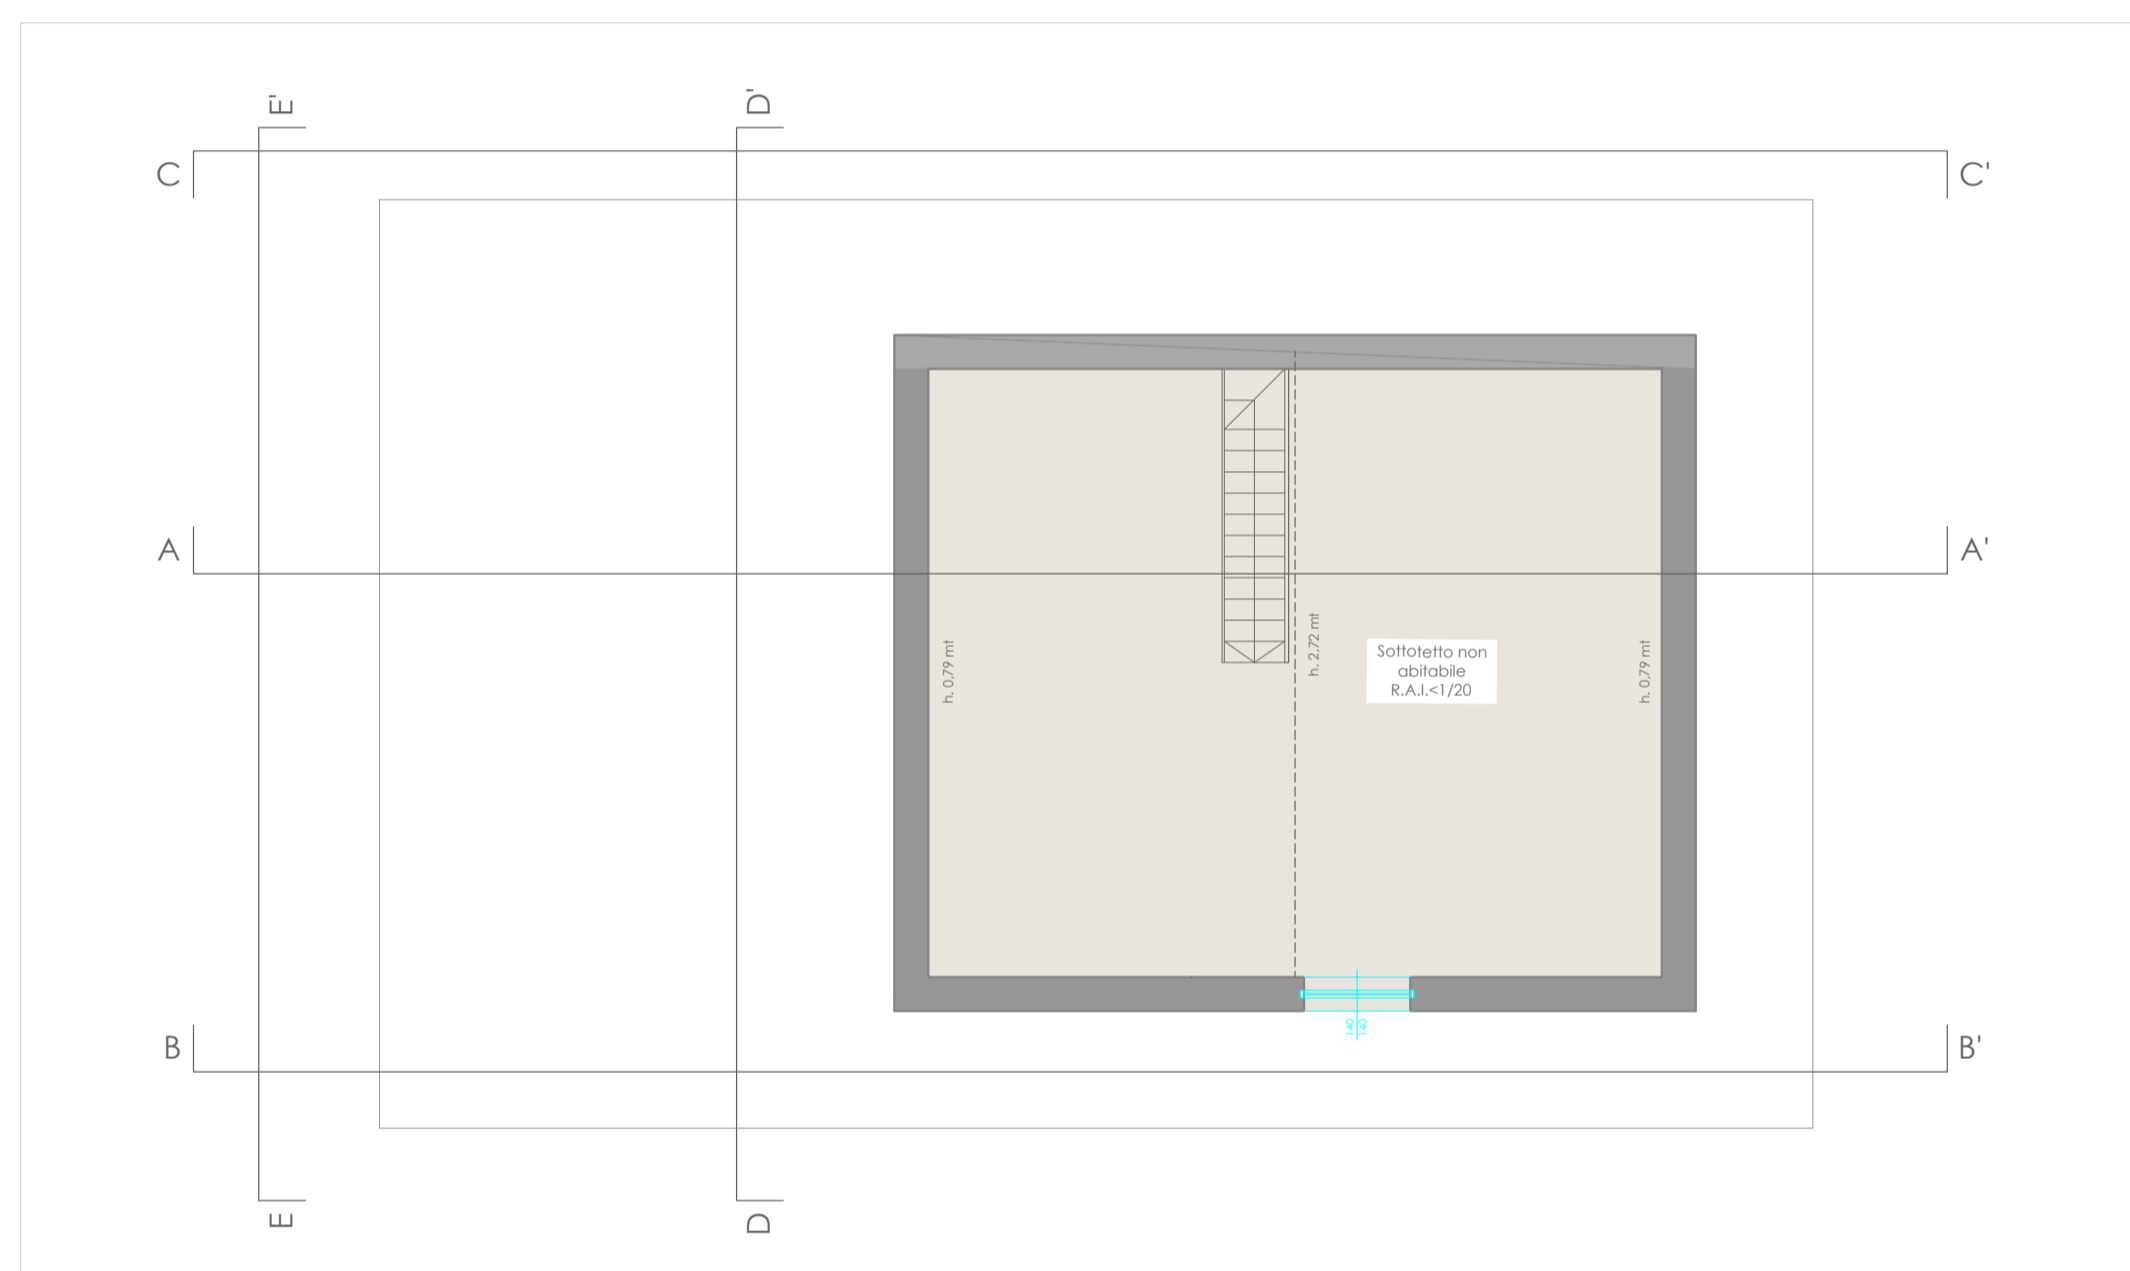 E'
D'
C
C'
A
A'
h. 0,79 mt
h. 2,72 mt
Sottotetto non
abitabile
R.A.I.<1/20
h. 0,79 mt
140
140
B
B'
E
D